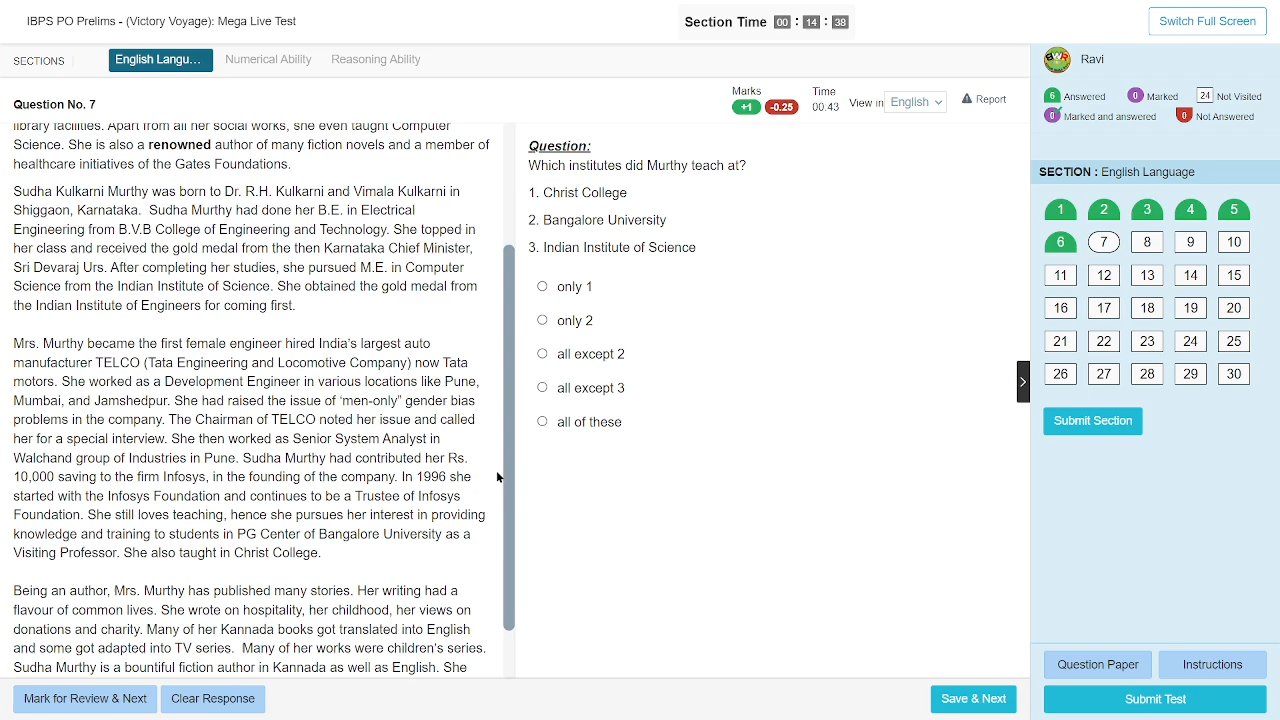 IBPS PO Prelims - (Victory Voyage): Mega Live Test
Section Time 00 : 14 : 38
Switch Full Screen
SECTIONS
English Langu...
Numerical Ability
Reasoning Ability
Ravi
Question No. 7
Marks
+1 -0.25
Time
00.43
View in English
Report
6 Answered
0 Marked
24 Not Visited
0 Marked and answered
0 Not Answered
library facilities. Apart from all her social works, she even taught Computer
Science. She is also a renowned author of many fiction novels and a member of
healthcare initiatives of the Gates Foundations.
Sudha Kulkarni Murthy was born to Dr. R.H. Kulkarni and Vimala Kulkarni in
Shiggaon, Karnataka. Sudha Murthy had done her B.E. in Electrical
Engineering from B.V.B College of Engineering and Technology. She topped in
her class and received the gold medal from the then Karnataka Chief Minister,
Sri Devaraj Urs. After completing her studies, she pursued M.E. in Computer
Science from the Indian Institute of Science. She obtained the gold medal from
the Indian Institute of Engineers for coming first.
Mrs. Murthy became the first female engineer hired India's largest auto
manufacturer TELCO (Tata Engineering and Locomotive Company) now Tata
motors. She worked as a Development Engineer in various locations like Pune,
Mumbai, and Jamshedpur. She had raised the issue of ‘men-only” gender bias
problems in the company. The Chairman of TELCO noted her issue and called
her for a special interview. She then worked as Senior System Analyst in
Walchand group of Industries in Pune. Sudha Murthy had contributed her Rs.
10,000 saving to the firm Infosys, in the founding of the company. In 1996 she
started with the Infosys Foundation and continues to be a Trustee of Infosys
Foundation. She still loves teaching, hence she pursues her interest in providing
knowledge and training to students in PG Center of Bangalore University as a
Visiting Professor. She also taught in Christ College.
Being an author, Mrs. Murthy has published many stories. Her writing had a
flavour of common lives. She wrote on hospitality, her childhood, her views on
donations and charity. Many of her Kannada books got translated into English
and some got adapted into TV series. Many of her works were children's series.
Sudha Murthy is a bountiful fiction author in Kannada as well as English. She
Question:
Which institutes did Murthy teach at?
1. Christ College
2. Bangalore University
3. Indian Institute of Science
only 1
only 2
all except 2
all except 3
all of these
SECTION : English Language
1 2 3 4 5
6 7 8 9 10
11 12 13 14 15
16 17 18 19 20
21 22 23 24 25
26 27 28 29 30
Submit Section
Question Paper
Instructions
Mark for Review & Next
Clear Response
Save & Next
Submit Test